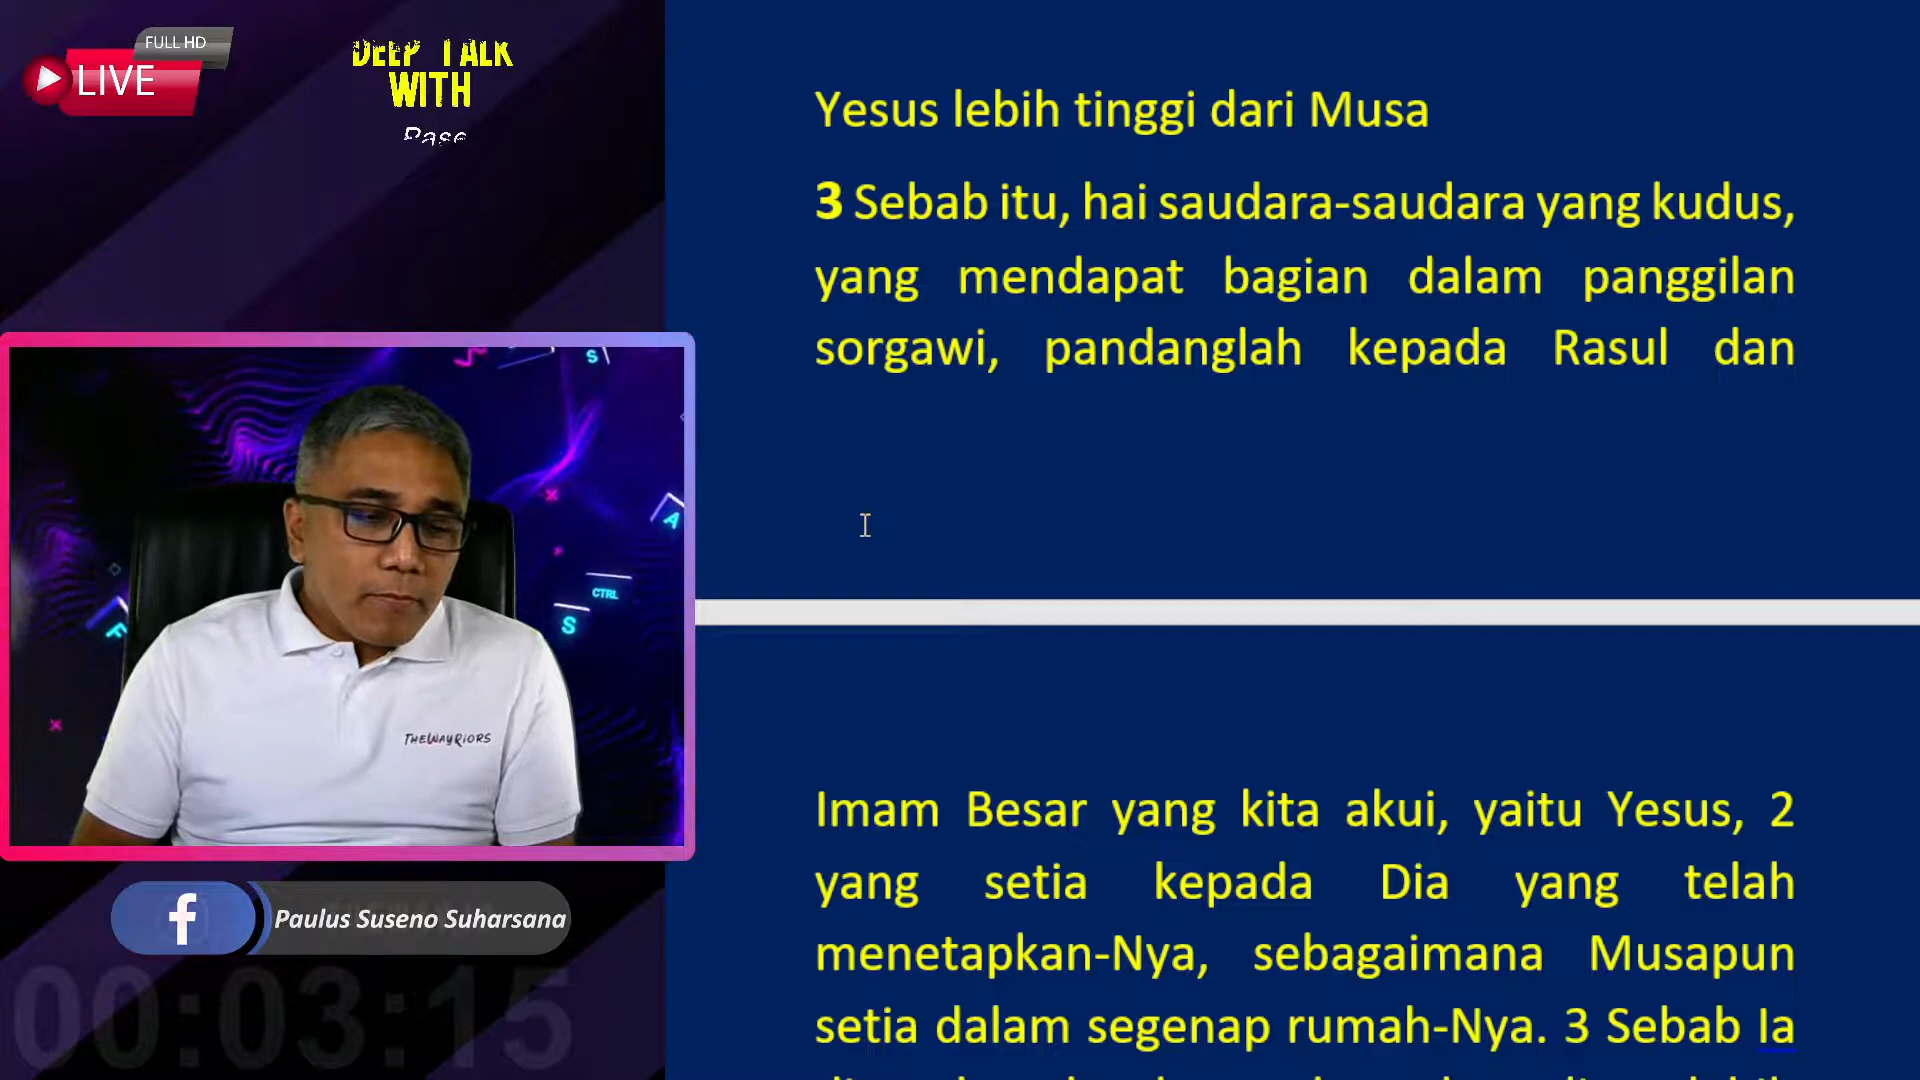 FULL HD
LIVE
DEEP TALK
WITH
Yesus lebih tinggi dari Musa
3 Sebab itu, hai saudara-saudara yang kudus,
yang mendapat bagian dalam panggilan
sorgawi, pandanglah kepada Rasul dan
S
A
CTRL
S
F
THEWAYRIORS
Imam Besar yang kita akui, yaitu Yesus, 2
yang setia kepada Dia yang telah
menetapkan-Nya, sebagaimana Musapun
setia dalam segenap rumah-Nya. 3 Sebab Ia
f
Paulus Suseno Suharsana
00:03:15